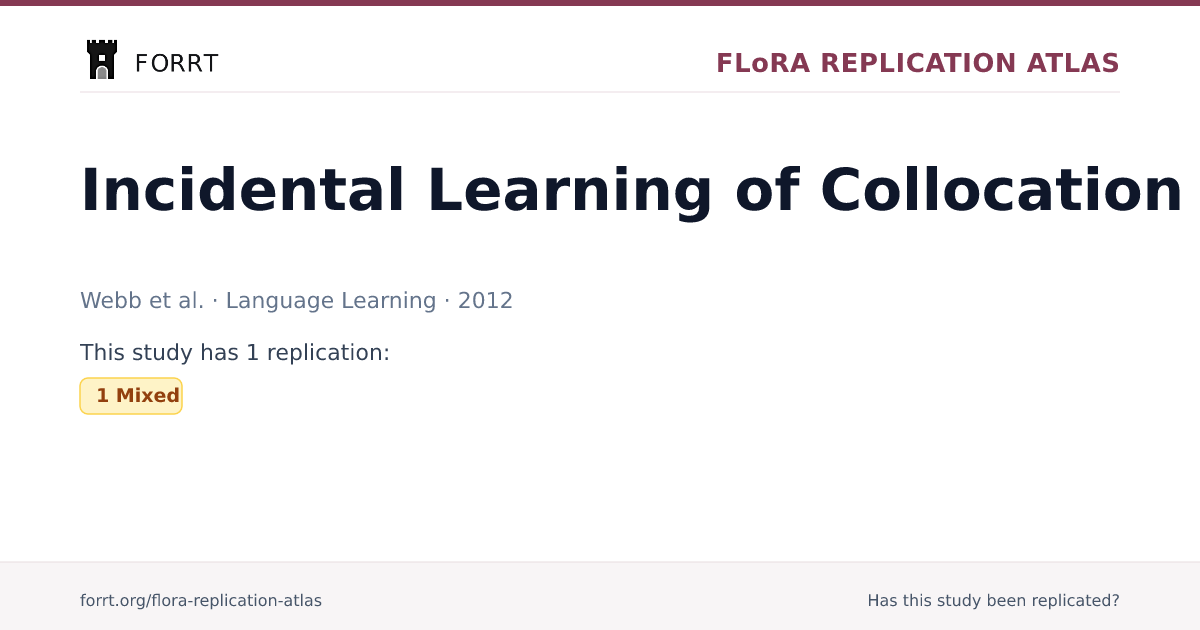 FORRT
FLoRA REPLICATION ATLAS
Incidental Learning of Collocation
Webb et al. · Language Learning · 2012
This study has 1 replication:
1 Mixed
forrt.org/flora-replication-atlas
Has this study been replicated?